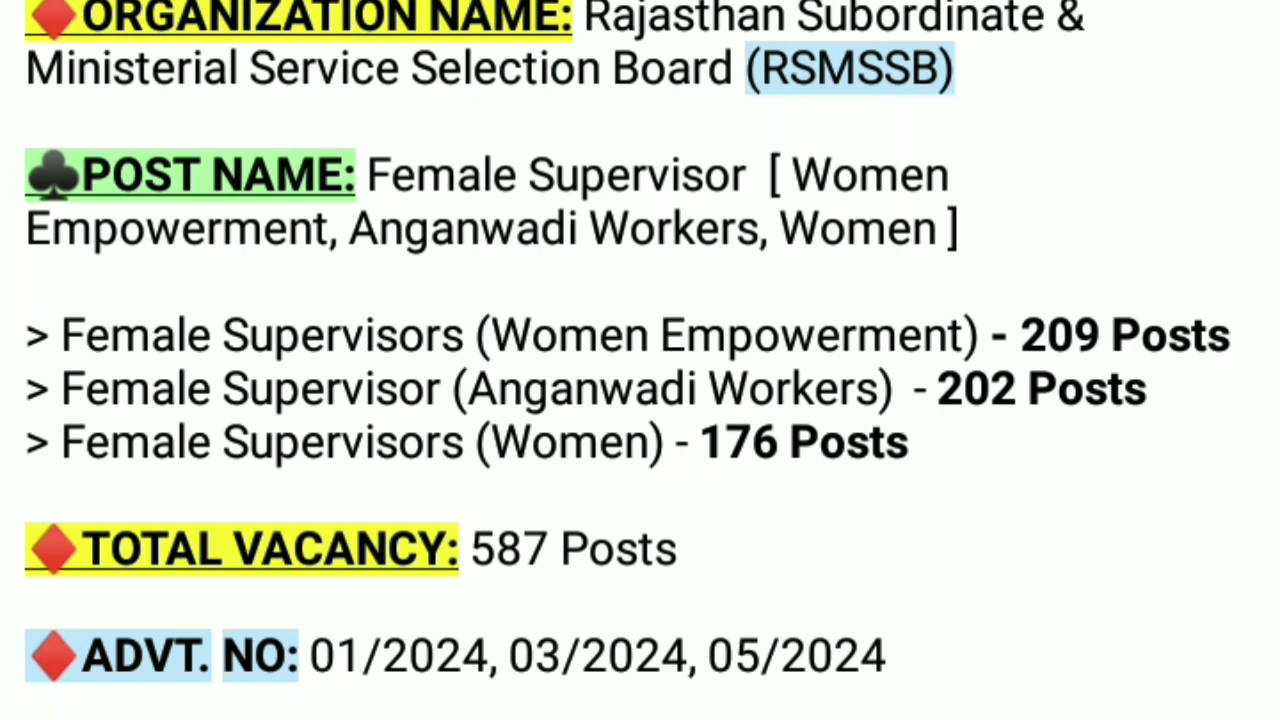 ♦️ORGANIZATION NAME: Rajasthan Subordinate &
Ministerial Service Selection Board (RSMSSB)
♣️POST NAME: Female Supervisor [ Women
Empowerment, Anganwadi Workers, Women ]
> Female Supervisors (Women Empowerment) - 209 Posts
> Female Supervisor (Anganwadi Workers) - 202 Posts
> Female Supervisors (Women) - 176 Posts
♦️TOTAL VACANCY: 587 Posts
♦️ADVT. NO: 01/2024, 03/2024, 05/2024